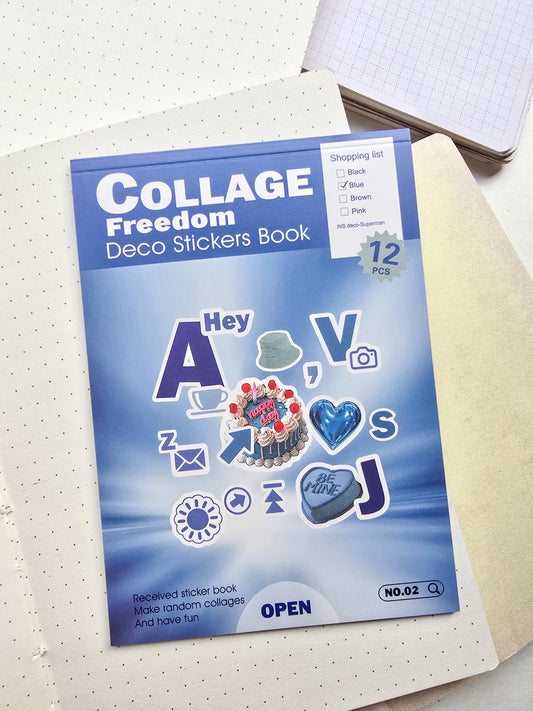 COLLAGE
Freedom
Deco Stickers Book
Shopping list
Black
Blue
Brown
Pink
INS deco-Superman
12
PCS
Hey
A
V
,
happy
day
S
Z
BE
MINE
J
Received sticker book
Make random collages
And have fun
OPEN
NO.02